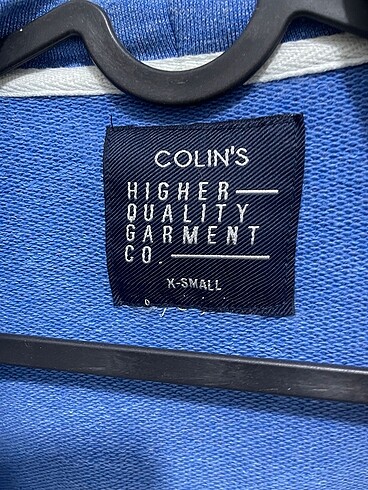 COLIN'S
HIGHER
QUALITY
GARMENT
CO.
X-SMALL